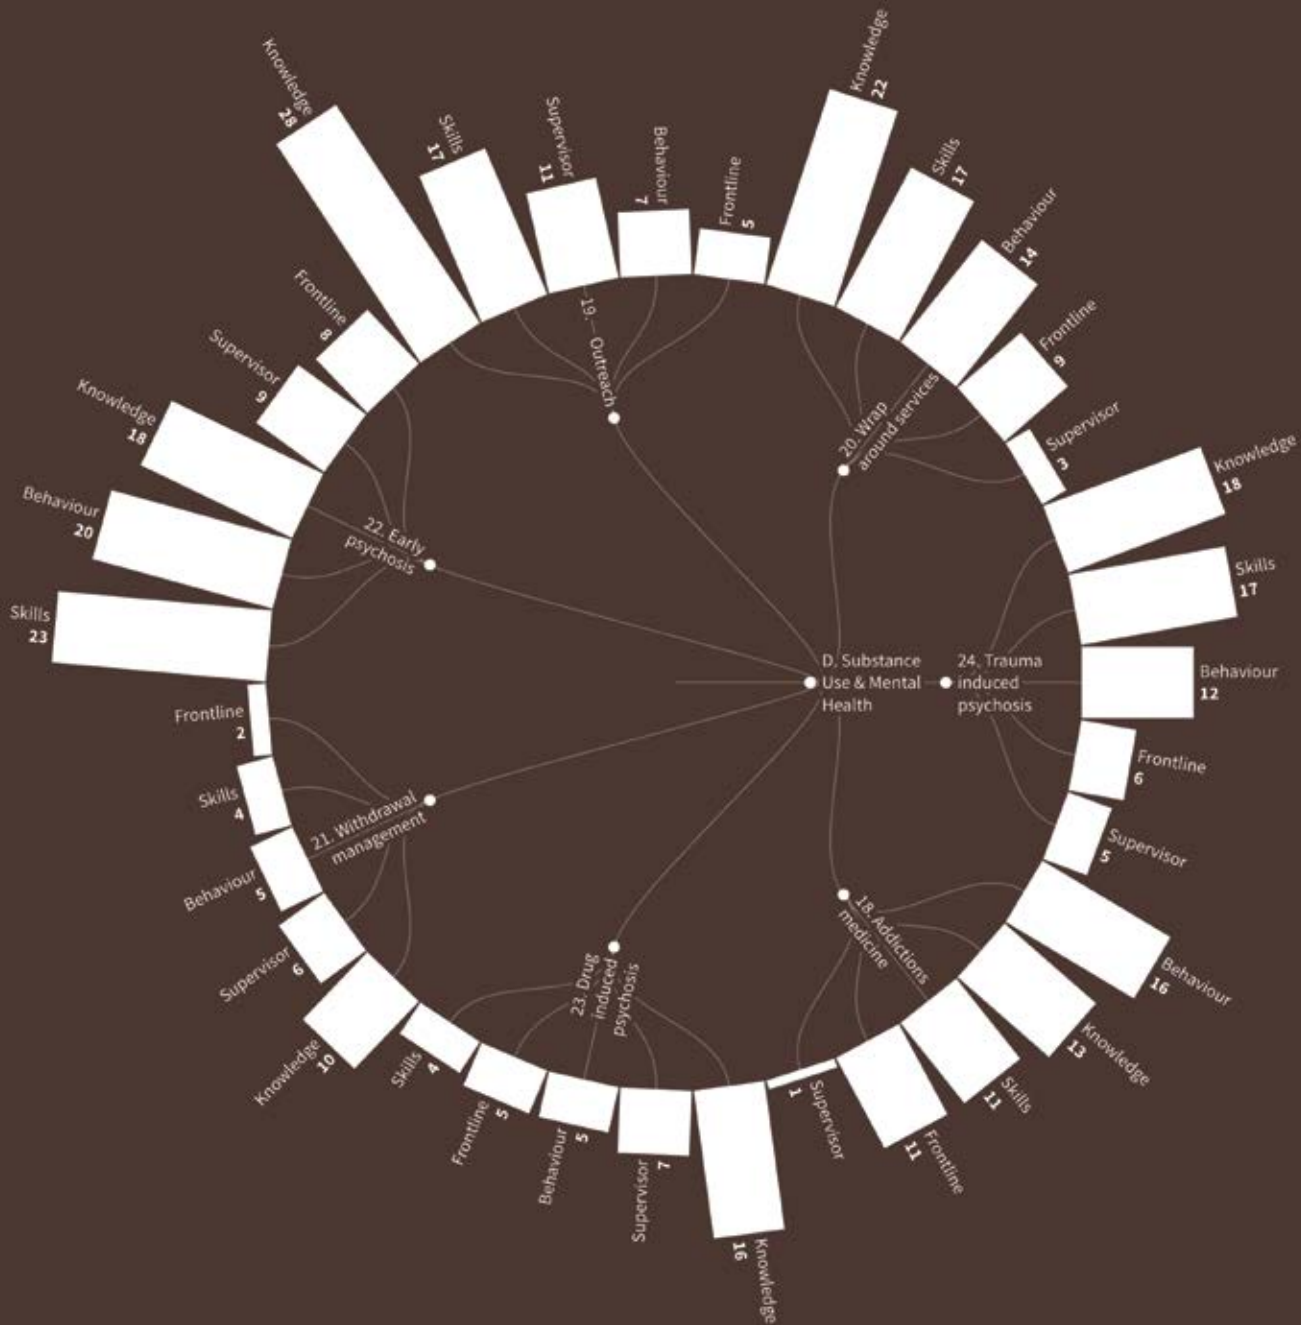 D. Substance
Use & Mental
Health
19. Outreach
Knowledge
28
Skills
17
Supervisor
11
Behaviour
7
Frontline
5
20. Wrap
around services
Knowledge
22
Skills
17
Behaviour
14
Frontline
9
Supervisor
3
24. Trauma
induced
psychosis
Knowledge
18
Skills
17
Behaviour
12
Frontline
6
Supervisor
5
18. Addictions
medicine
Behaviour
16
Knowledge
13
Skills
11
Frontline
11
Supervisor
1
23. Drug
induced
psychosis
Knowledge
16
Supervisor
7
Behaviour
5
Frontline
5
Skills
4
21. Withdrawal
management
Knowledge
10
Supervisor
6
Behaviour
5
Skills
4
Frontline
2
22. Early
psychosis
Skills
23
Behaviour
20
Knowledge
18
Supervisor
9
Frontline
8